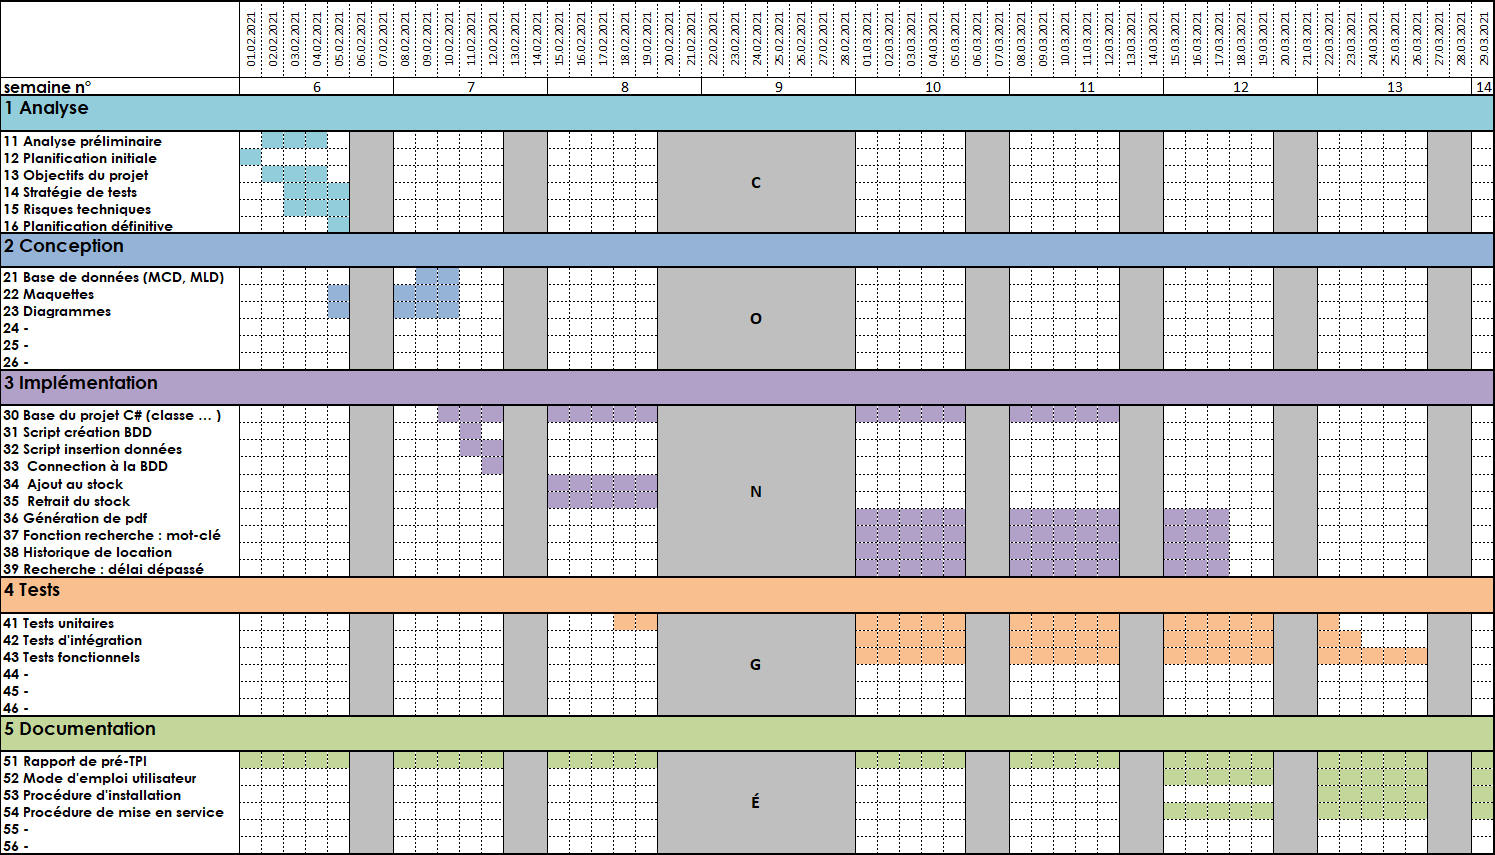 01.02.2021 02.02.2021 03.02.2021 04.02.2021 05.02.2021 06.02.2021 07.02.2021 08.02.2021 09.02.2021 10.02.2021 11.02.2021 12.02.2021 13.02.2021 14.02.2021 15.02.2021 16.02.2021 17.02.2021 18.02.2021 19.02.2021 20.02.2021 21.02.2021 22.02.2021 23.02.2021 24.02.2021 25.02.2021 26.02.2021 27.02.2021 28.02.2021 01.03.2021 02.03.2021 03.03.2021 04.03.2021 05.03.2021 06.03.2021 07.03.2021 08.03.2021 09.03.2021 10.03.2021 11.03.2021 12.03.2021 13.03.2021 14.03.2021 15.03.2021 16.03.2021 17.03.2021 18.03.2021 19.03.2021 20.03.2021 21.03.2021 22.03.2021 23.03.2021 24.03.2021 25.03.2021 26.03.2021 27.03.2021 28.03.2021 29.03.2021
semaine n° 6 7 8 9 10 11 12 13 14
1 Analyse
11 Analyse préliminaire
12 Planification initiale
13 Objectifs du projet
C
14 Stratégie de tests
15 Risques techniques
16 Planification définitive
2 Conception
21 Base de données (MCD, MLD)
22 Maquettes
23 Diagrammes
O
24 -
25 -
26 -
3 Implémentation
30 Base du projet C# (classe ... )
31 Script création BDD
32 Script insertion données
33 Connection à la BDD
34 Ajout au stock
N
35 Retrait du stock
36 Génération de pdf
37 Fonction recherche : mot-clé
38 Historique de location
39 Recherche : délai dépassé
4 Tests
41 Tests unitaires
42 Tests d'intégration
43 Tests fonctionnels
G
44 -
45 -
46 -
5 Documentation
51 Rapport de pré-TPI
52 Mode d'emploi utilisateur
53 Procédure d'installation
É
54 Procédure de mise en service
55 -
56 -